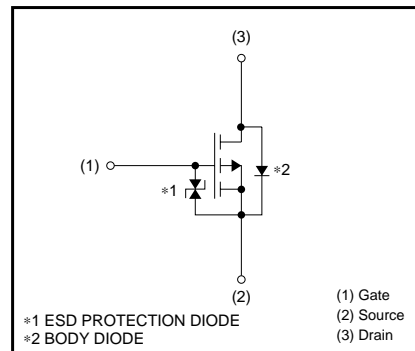 (3)
(1)
∗1
∗2
(2)
∗1 ESD PROTECTION DIODE
∗2 BODY DIODE
(1) Gate
(2) Source
(3) Drain